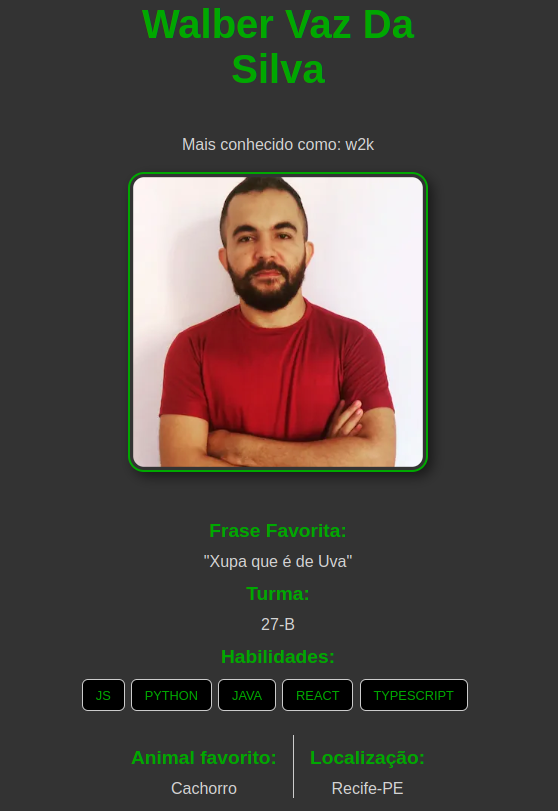 Walber Vaz Da
Silva
Mais conhecido como: w2k
Frase Favorita:
"Xupa que é de Uva"
Turma:
27-B
Habilidades:
JS PYTHON JAVA REACT TYPESCRIPT
Animal favorito: Localização:
Cachorro Recife-PE